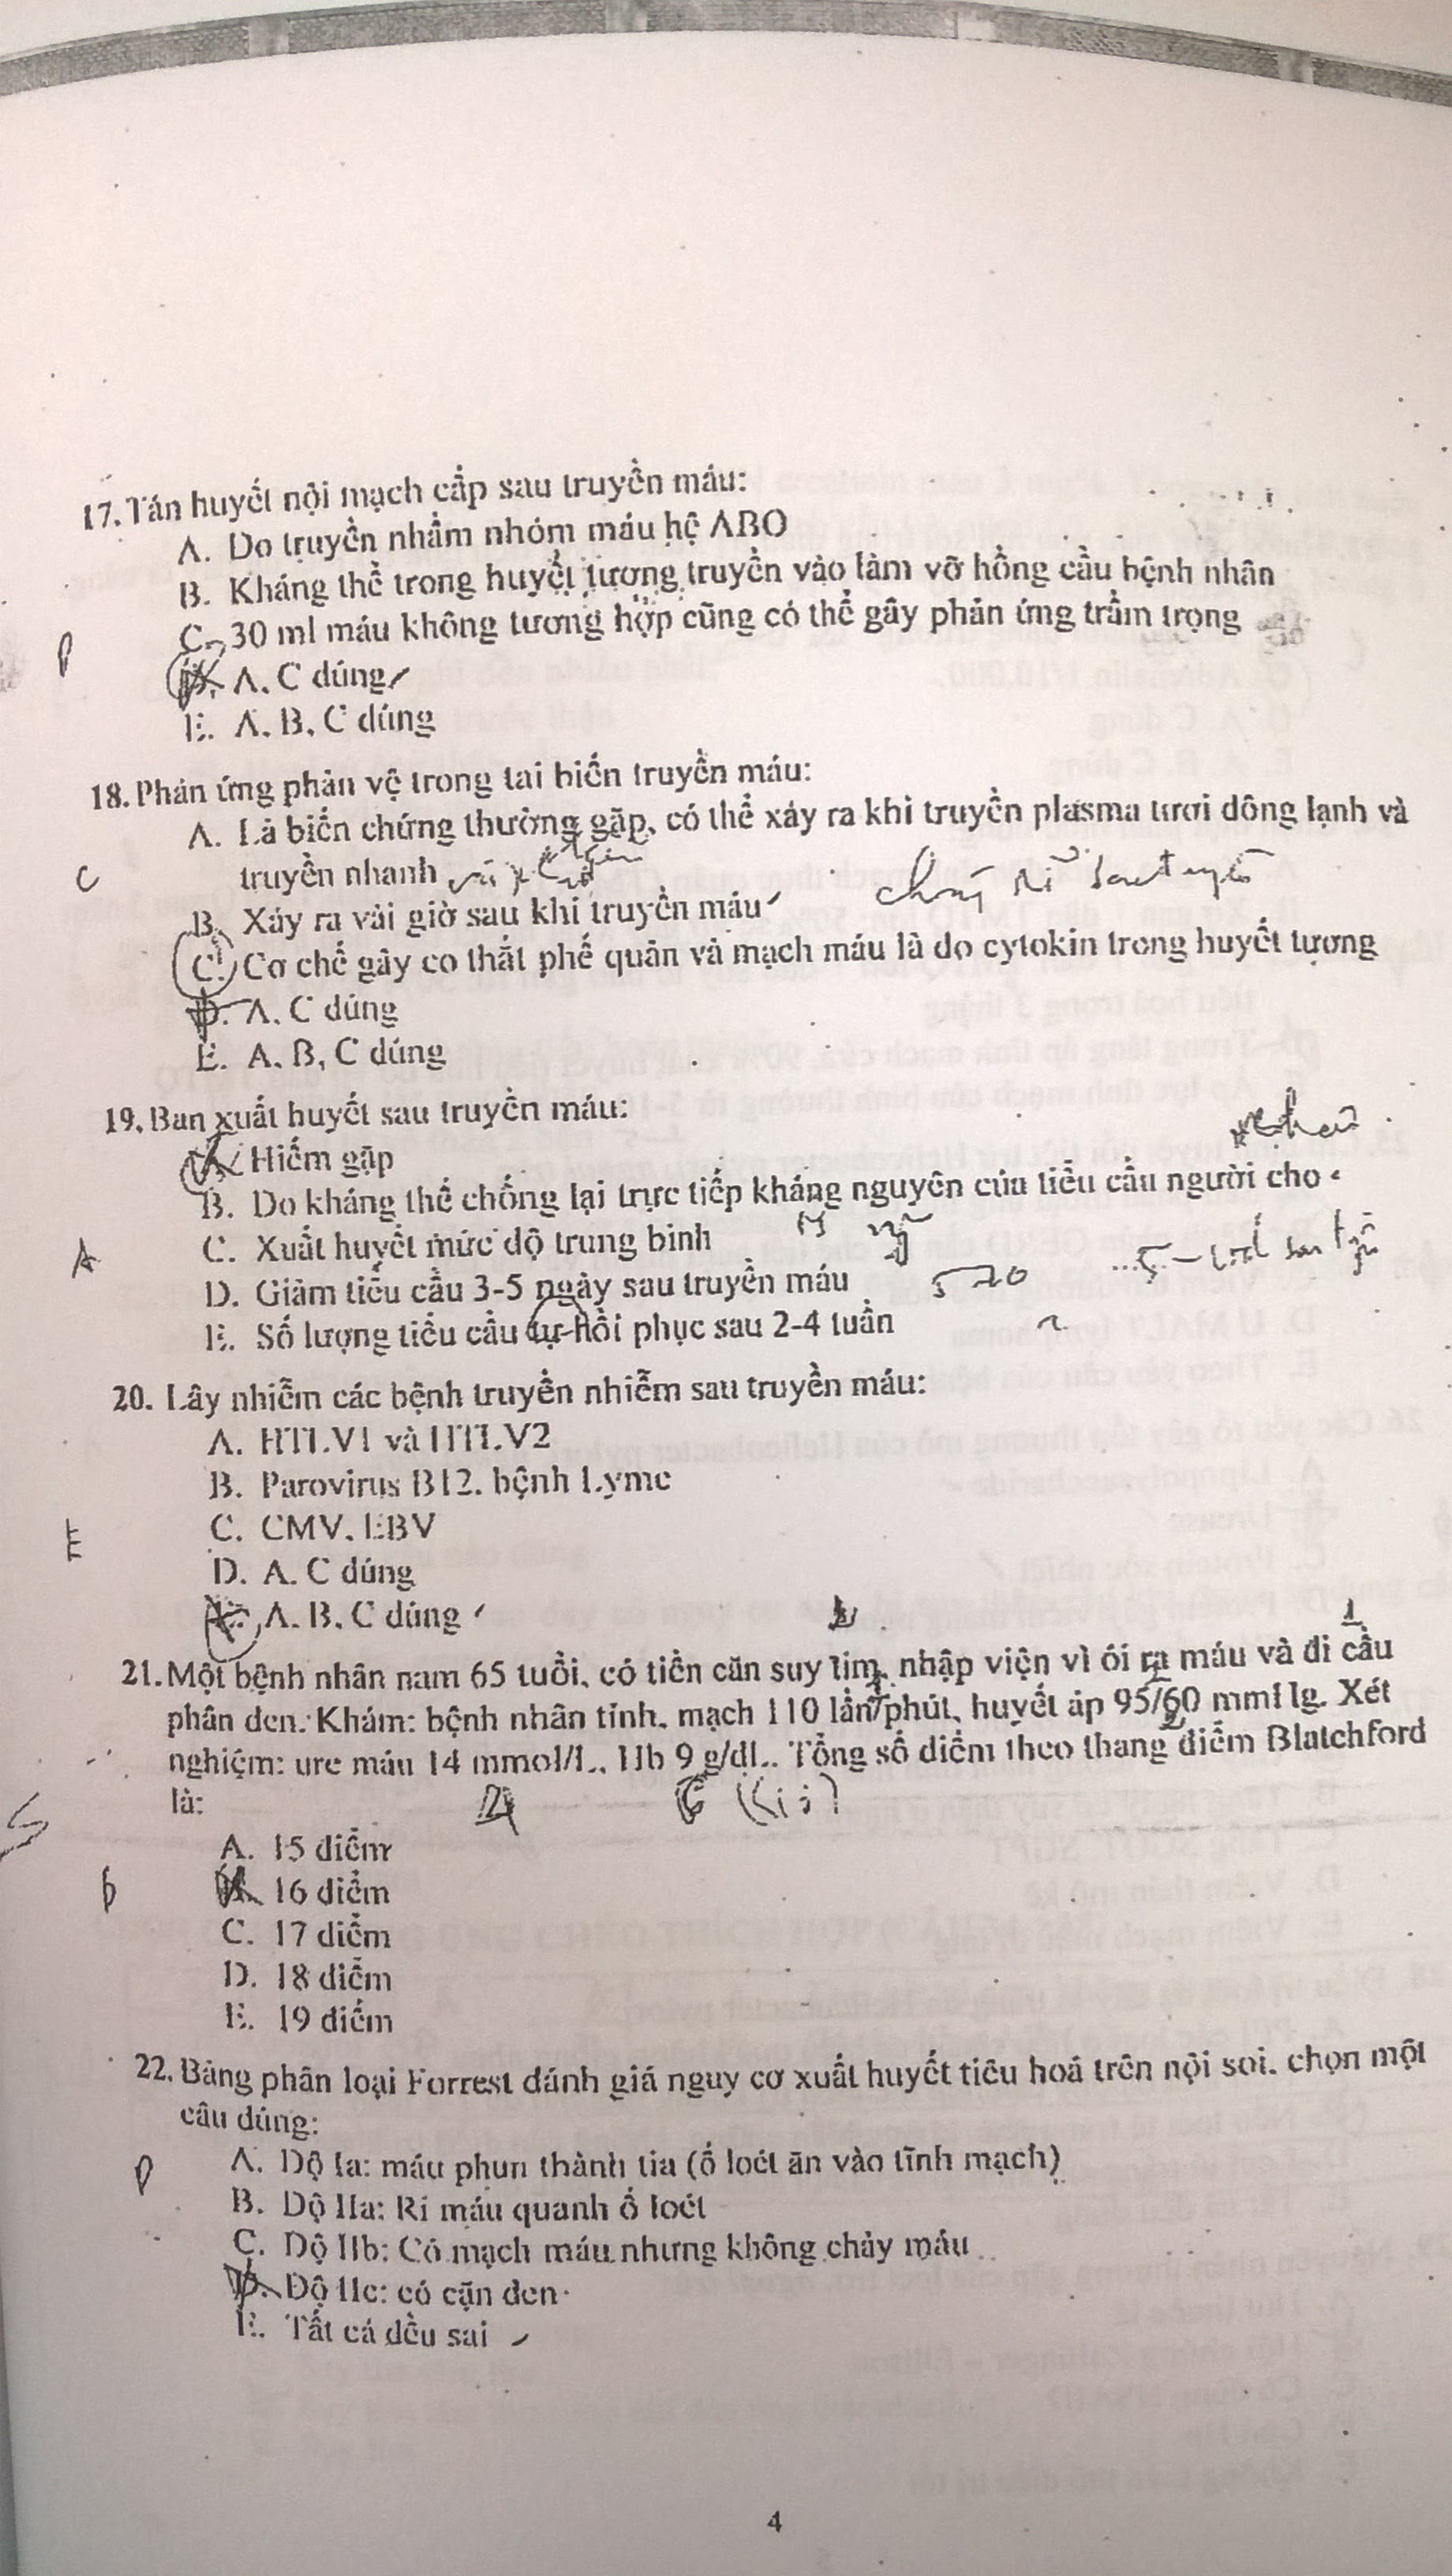 17. Tán huyết nội mạch cấp sau truyền máu:
A. Do truyền nhầm nhóm máu hệ ABO
B. Kháng thể trong huyết tương truyền vào làm vỡ hồng cầu bệnh nhân
C. 30 ml máu không tương hợp cũng có thể gây phản ứng trầm trọng
D. A, C đúng
E. A, B, C đúng
18. Phản ứng phản vệ trong tai biến truyền máu:
A. Là biến chứng thường gặp, có thể xảy ra khi truyền plasma tươi đông lạnh và
truyền nhanh
C
B. Xảy ra vài giờ sau khi truyền máu
C. Cơ chế gây co thắt phế quản và mạch máu là do cytokin trong huyết tương
D. A, C đúng
E. A, B, C đúng
19. Ban xuất huyết sau truyền máu:
A. Hiếm gặp
B. Do kháng thể chống lại trực tiếp kháng nguyên của tiểu cầu người cho
A
C. Xuất huyết mức độ trung bình
D. Giảm tiểu cầu 3-5 ngày sau truyền máu
E. Số lượng tiểu cầu tự hồi phục sau 2-4 tuần
20. Lây nhiễm các bệnh truyền nhiễm sau truyền máu:
A. HTLV1 và HTLV2
B. Parovirus B12, bệnh Lyme
E
C. CMV, EBV
D. A, C đúng
E. A, B, C đúng
21. Một bệnh nhân nam 65 tuổi, có tiền căn suy tim, nhập viện vì ói ra máu và đi cầu
phân đen. Khám: bệnh nhân tỉnh, mạch 110 lần/phút, huyết áp 95/60 mmHg. Xét
nghiệm: ure máu 14 mmol/L, Hb 9 g/dL. Tổng số điểm theo thang điểm Blatchford
là:
A. 15 điểm
B. 16 điểm
C. 17 điểm
D. 18 điểm
E. 19 điểm
22. Bảng phân loại Forrest đánh giá nguy cơ xuất huyết tiêu hoá trên nội soi, chọn một
câu đúng:
A. Độ Ia: máu phun thành tia (ổ loét ăn vào tĩnh mạch)
B. Độ IIa: Rỉ máu quanh ổ loét
C. Độ IIb: Có mạch máu nhưng không chảy máu
D. Độ IIc: có cặn đen
E. Tất cả đều sai
4